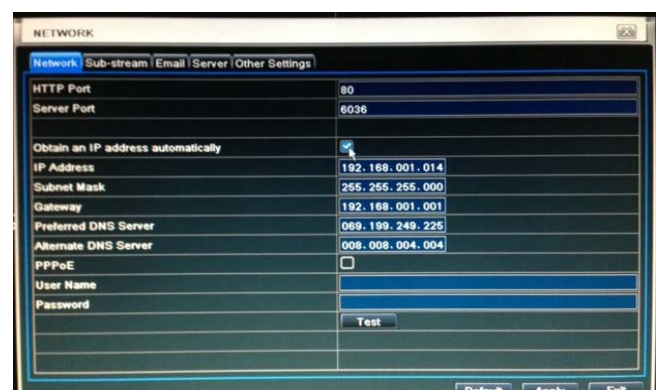 NETWORK
Network Sub-stream Email Server Other Settings
HTTP Port 80
Server Port 6036
Obtain an IP address automatically
IP Address 192.168.001.014
Subnet Mask 255.255.255.000
Gateway 192.168.001.001
Preferred DNS Server 069.199.249.225
Alternate DNS Server 008.008.004.004
PPPoE
User Name
Password
Test
Default Apply Exit